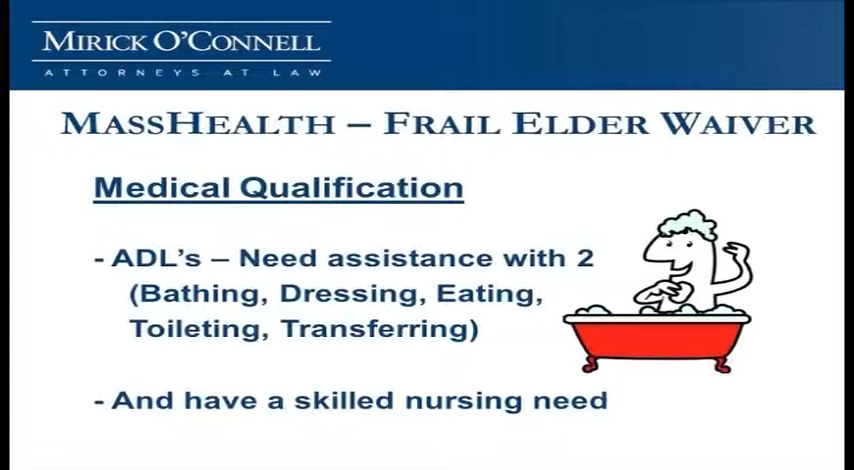 MIRICK O'CONNELL
ATTORNEYS AT LAW
MASSHEALTH – FRAIL ELDER WAIVER
Medical Qualification
- ADL's – Need assistance with 2
(Bathing, Dressing, Eating,
Toileting, Transferring)
- And have a skilled nursing need